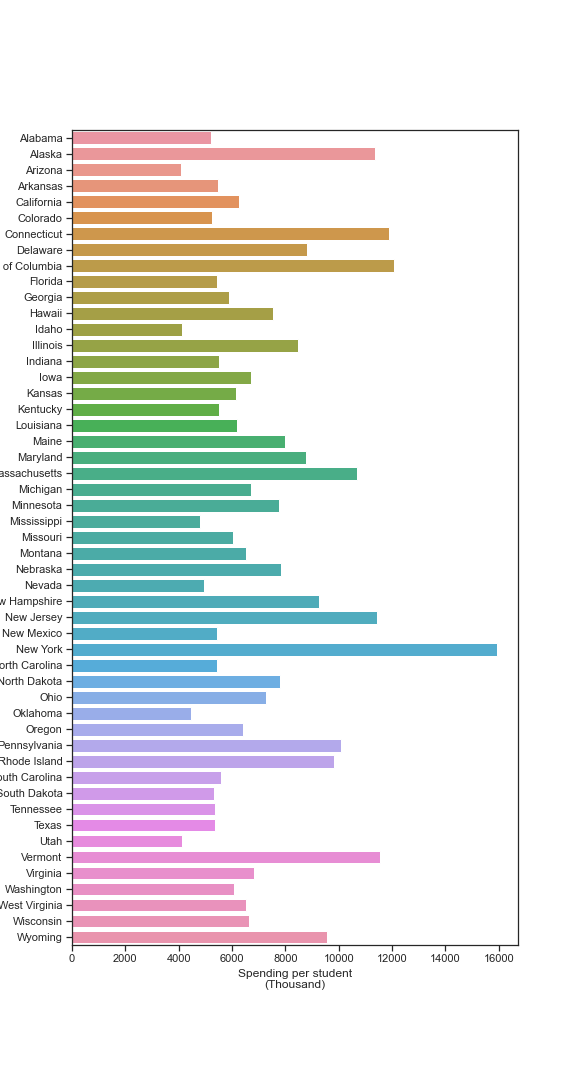 Alabama
Alaska
Arizona
Arkansas
California
Colorado
Connecticut
Delaware
of Columbia
Florida
Georgia
Hawaii
Idaho
Illinois
Indiana
Iowa
Kansas
Kentucky
Louisiana
Maine
Maryland
assachusetts
Michigan
Minnesota
Mississippi
Missouri
Montana
Nebraska
Nevada
w Hampshire
New Jersey
New Mexico
New York
orth Carolina
North Dakota
Ohio
Oklahoma
Oregon
Pennsylvania
Rhode Island
outh Carolina
South Dakota
Tennessee
Texas
Utah
Vermont
Virginia
Washington
West Virginia
Wisconsin
Wyoming
0 2000 4000 6000 8000 10000 12000 14000 16000
Spending per student
(Thousand)